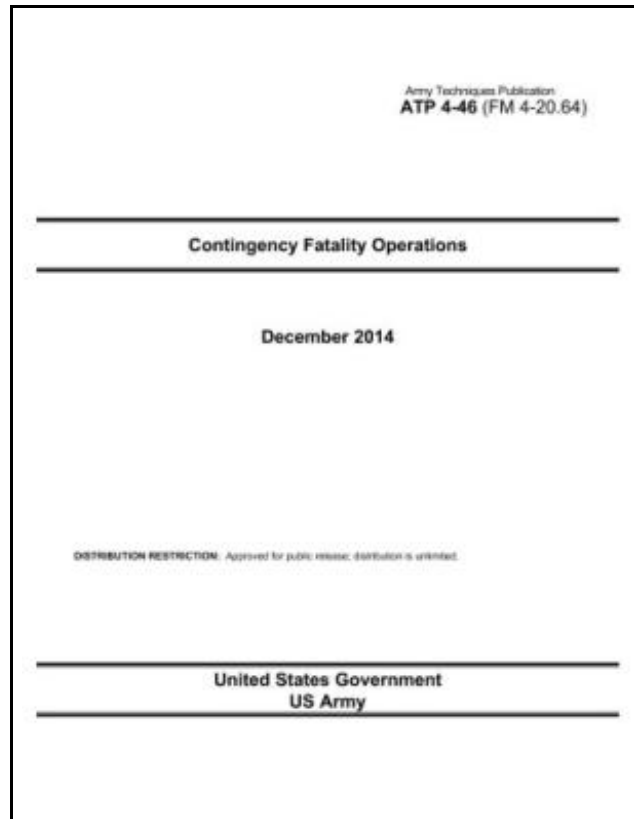 Army Techniques Publication
ATP 4-46 (FM 4-20.64)
Contingency Fatality Operations
December 2014
DISTRIBUTION RESTRICTION: Approved for public release; distribution is unlimited.
United States Government
US Army